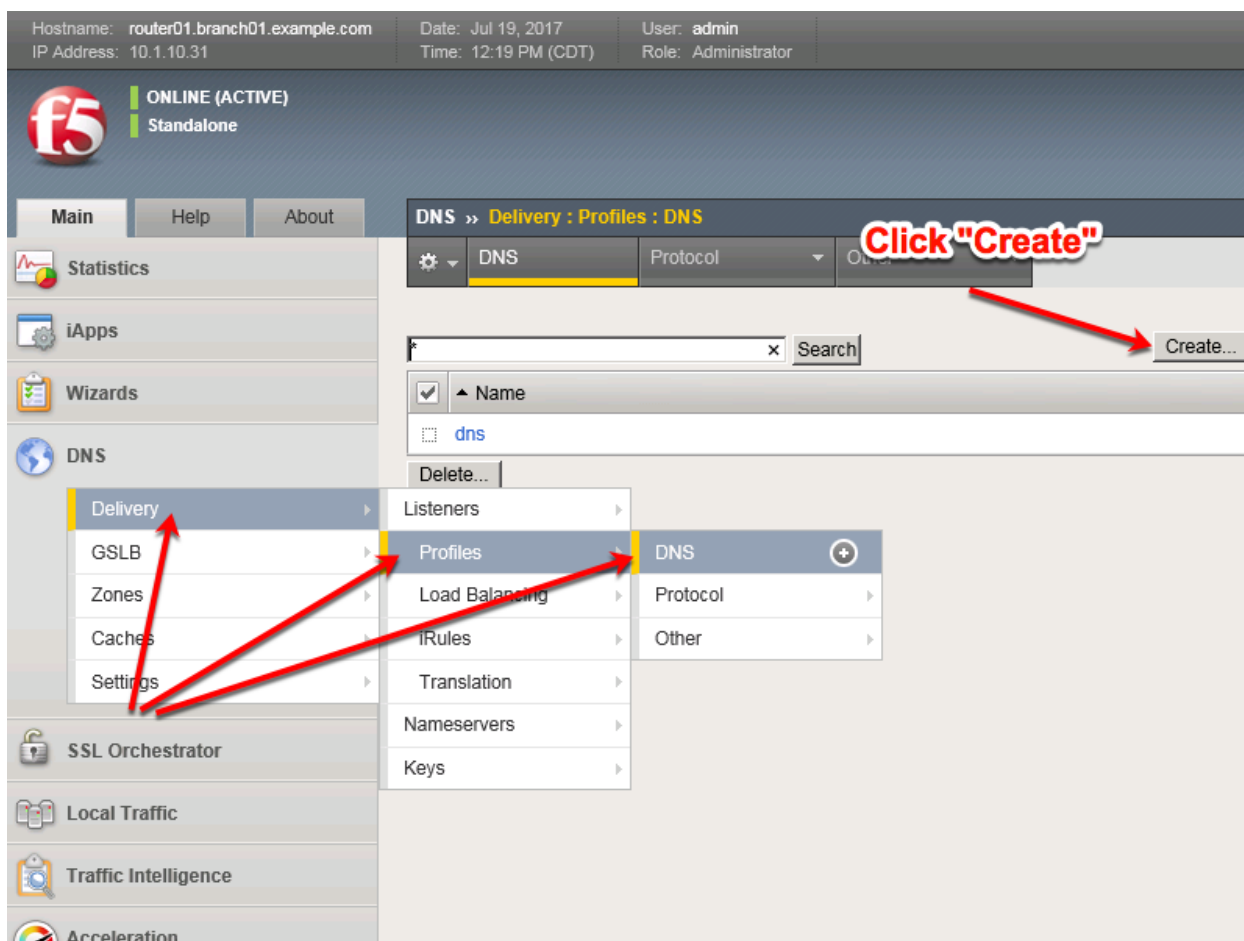 Hostname: router01.branch01.example.com Date: Jul 19, 2017 User: admin
IP Address: 10.1.10.31 Time: 12:19 PM (CDT) Role: Administrator
f5
ONLINE (ACTIVE)
Standalone
Main Help About
DNS » Delivery : Profiles : DNS
Click "Create"
DNS Protocol
Statistics
iApps
* × Search Create...
Wizards
Name
dns
DNS
Delete...
Delivery Listeners
GSLB Profiles DNS
Zones Load Balancing Protocol
Caches iRules Other
Settings Translation
Nameservers
SSL Orchestrator
Keys
Local Traffic
Traffic Intelligence
Acceleration